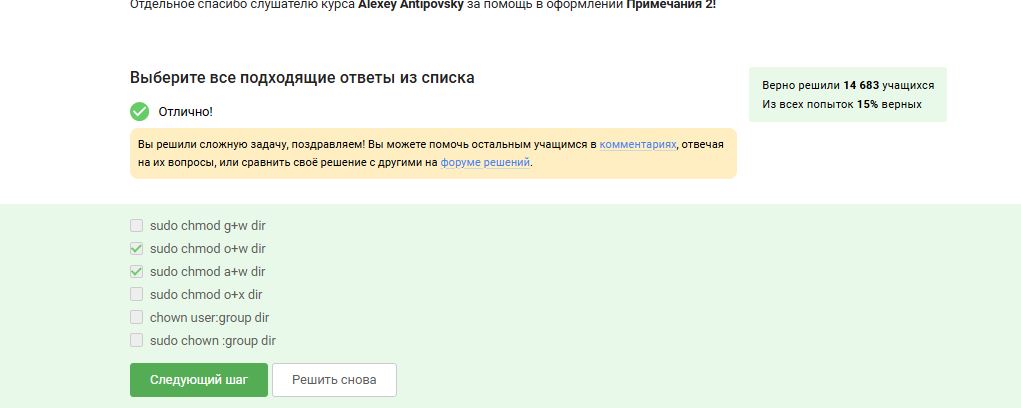 Отдельное спасибо слушателю курса Alexey Antipovsky за помощь в оформлении Примечания 2!
Выберите все подходящие ответы из списка
Верно решили 14 683 учащихся
Из всех попыток 15% верных
Отлично!
Вы решили сложную задачу, поздравляем! Вы можете помочь остальным учащимся в комментариях, отвечая
на их вопросы, или сравнить своё решение с другими на форуме решений.
sudo chmod g+w dir
sudo chmod o+w dir
sudo chmod a+w dir
sudo chmod o+x dir
chown user:group dir
sudo chown :group dir
Следующий шаг
Решить снова